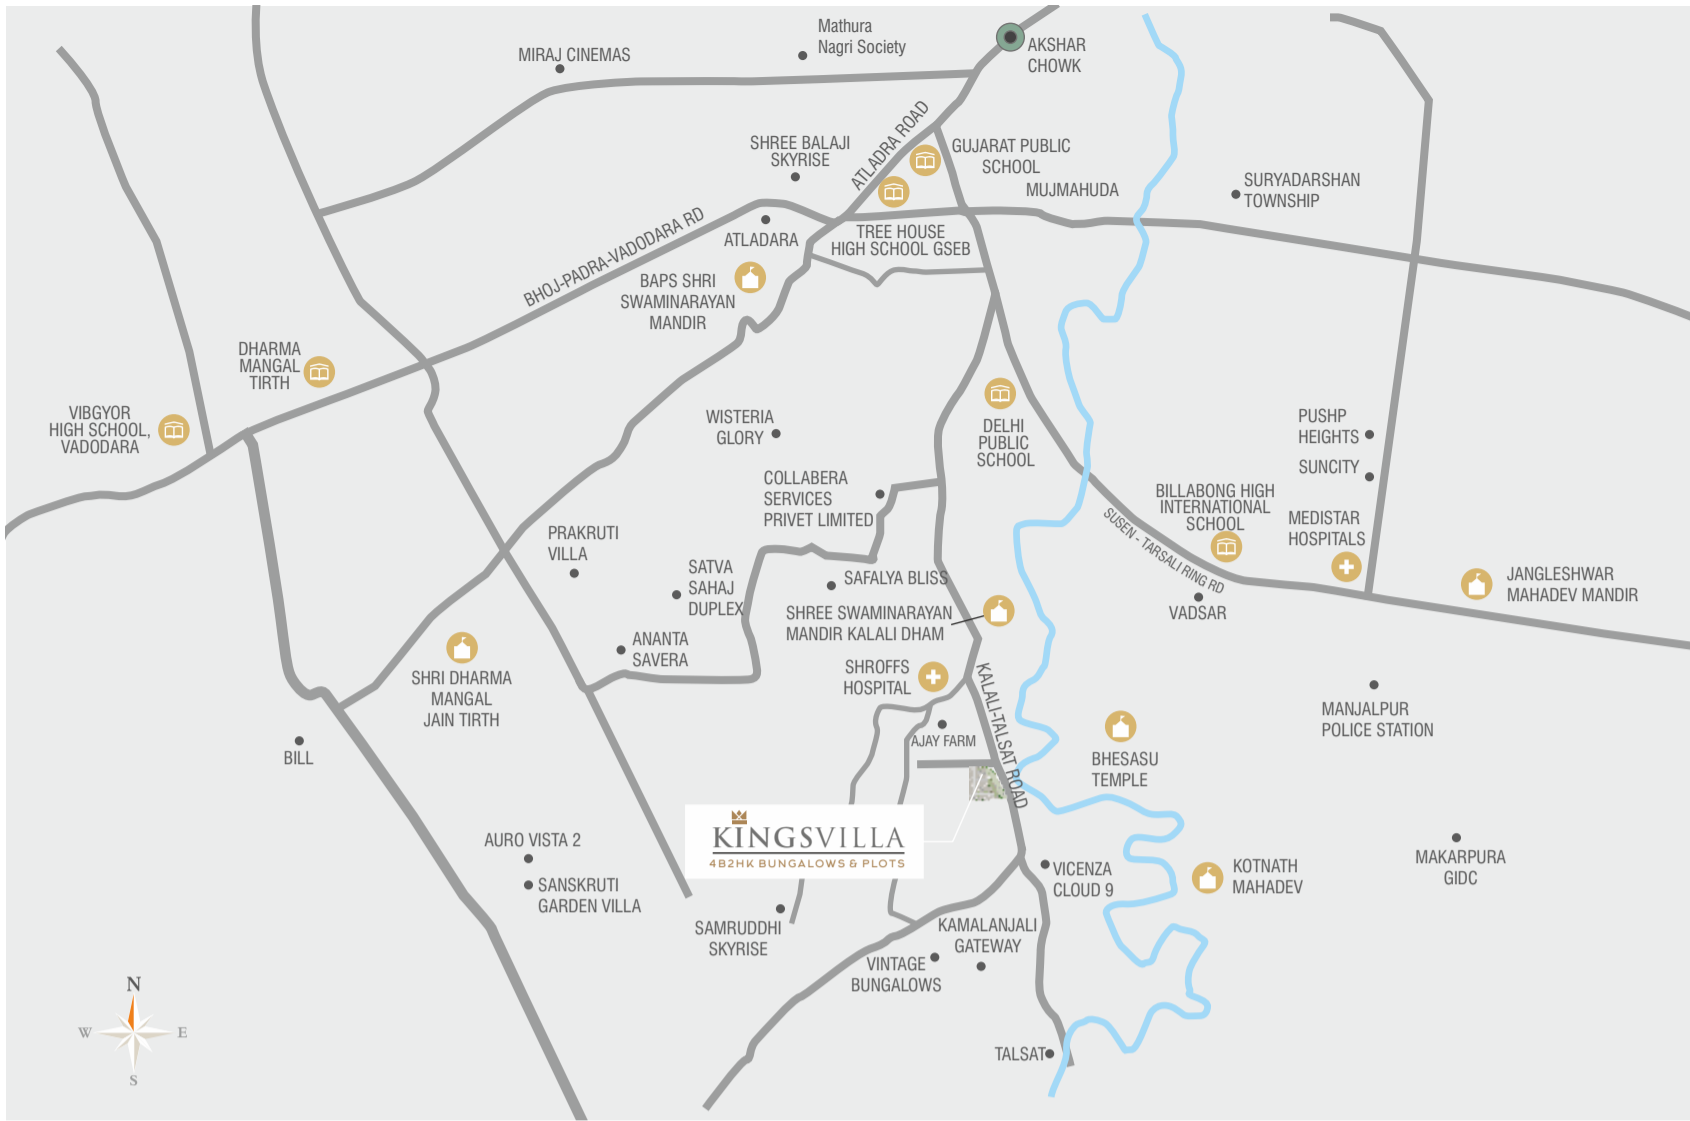 Mathura
Nagri Society
MIRAJ CINEMAS
AKSHAR
CHOWK
ATLADRA ROAD
SHREE BALAJI
SKYRISE
GUJARAT PUBLIC
SCHOOL
MUJMAHUDA
SURYADARSHAN
TOWNSHIP
BHOJ-PADRA-VADODARA RD
ATLADARA
TREE HOUSE
HIGH SCHOOL GSEB
BAPS SHRI
SWAMINARAYAN
MANDIR
DHARMA
MANGAL
TIRTH
VIBGYOR
HIGH SCHOOL,
VADODARA
WISTERIA
GLORY
DELHI
PUBLIC
SCHOOL
PUSHP
HEIGHTS
SUNCITY
COLLABERA
SERVICES
PRIVET LIMITED
BILLABONG HIGH
INTERNATIONAL
SCHOOL
MEDISTAR
HOSPITALS
SUSEN - TARSALI RING RD
PRAKRUTI
VILLA
SATVA
SAHAJ
DUPLEX
SAFALYA BLISS
JANGLESHWAR
MAHADEV MANDIR
VADSAR
SHREE SWAMINARAYAN
MANDIR KALALI DHAM
ANANTA
SAVERA
SHROFFS
HOSPITAL
KALALI-TALSAT ROAD
SHRI DHARMA
MANGAL
JAIN TIRTH
MANJALPUR
POLICE STATION
AJAY FARM
BILL
BHESASU
TEMPLE
KINGSVILLA
4B2HK BUNGALOWS & PLOTS
AURO VISTA 2
SANSKRUTI
GARDEN VILLA
VICENZA
CLOUD 9
KOTNATH
MAHADEV
MAKARPURA
GIDC
SAMRUDDHI
SKYRISE
KAMALANJALI
GATEWAY
VINTAGE
BUNGALOWS
TALSAT
N
W
E
S